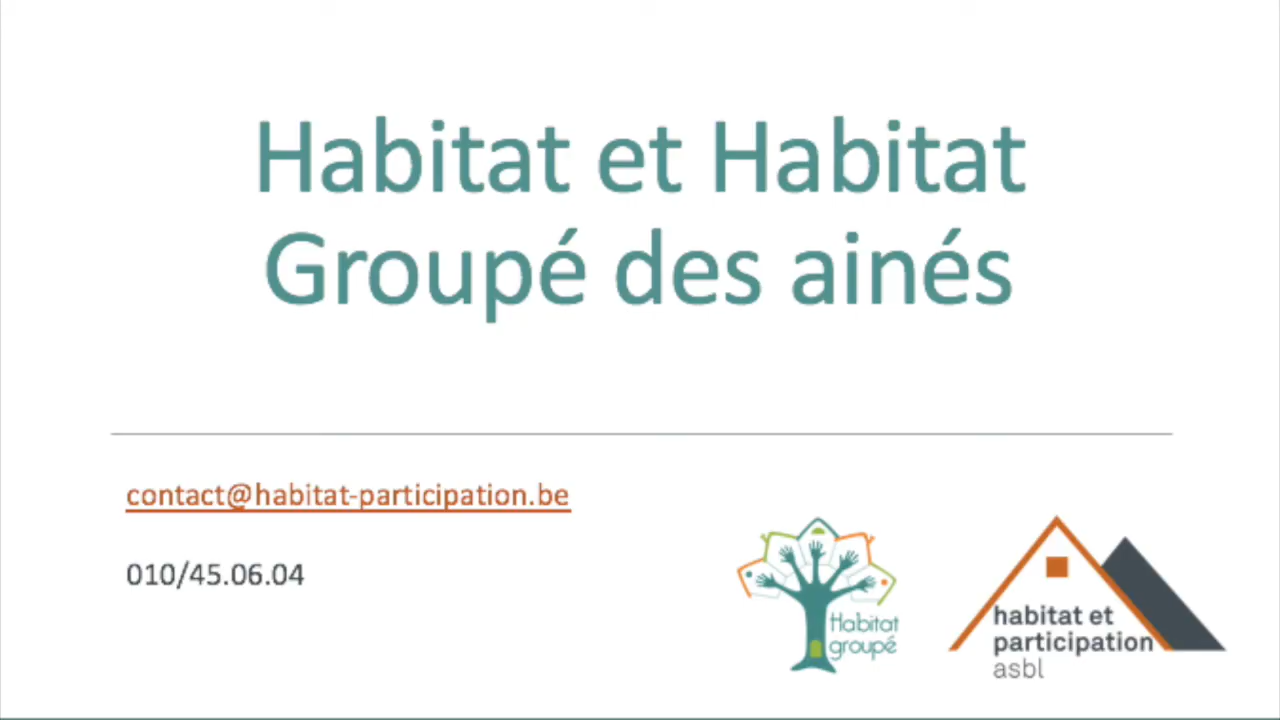 Habitat et Habitat
Groupé des ainés
contact@habitat-participation.be
010/45.06.04
Habitat
groupé
habitat et
participation
asbl